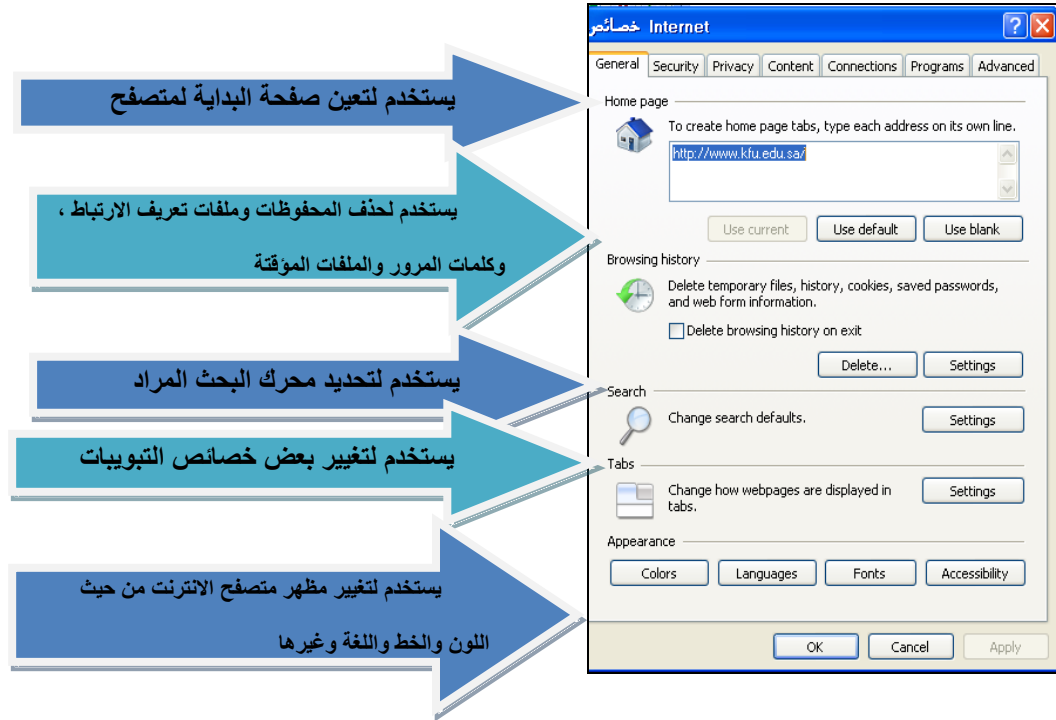 خصائص Internet
General Security Privacy Content Connections Programs Advanced
يستخدم لتعين صفحة البداية لمتصفح
Home page
To create home page tabs, type each address on its own line.
http://www.kfu.edu.sa/
Use current Use default Use blank
يستخدم لحذف المحفوظات وملفات تعريف الارتباط ،
وكلمات المرور والملفات المؤقتة
Browsing history
Delete temporary files, history, cookies, saved passwords,
and web form information.
Delete browsing history on exit
Delete... Settings
يستخدم لتحديد محرك البحث المراد
Search
Change search defaults.
Settings
يستخدم لتغيير بعض خصائص التبويبات
Tabs
Change how webpages are displayed in
tabs.
Settings
يستخدم لتغيير مظهر متصفح الانترنت من حيث
اللون والخط واللغة وغيرها
Appearance
Colors Languages Fonts Accessibility
OK Cancel Apply